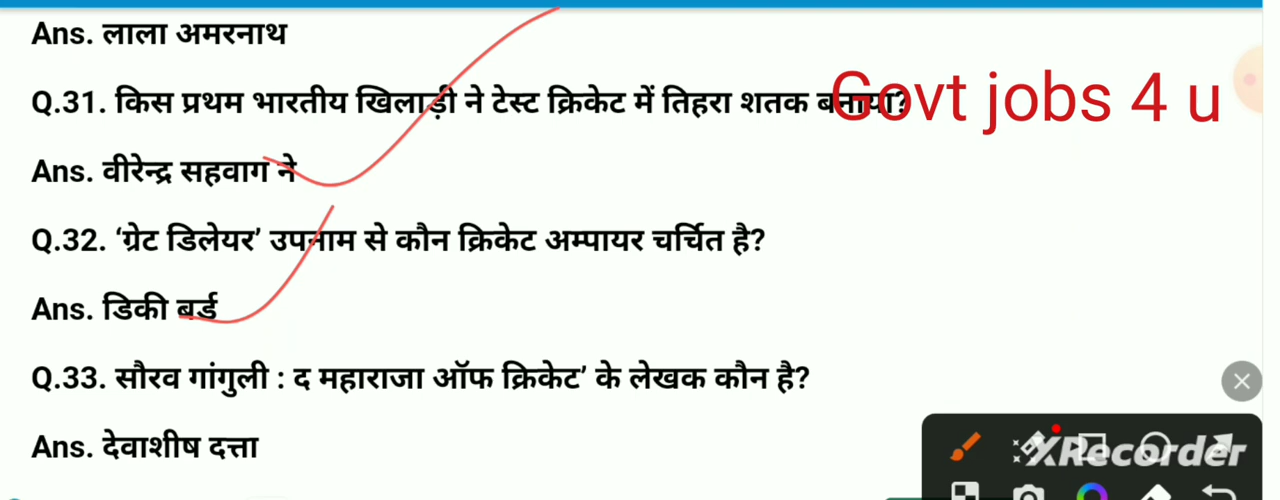 Ans. लाला अमरनाथ
Q.31. किस प्रथम भारतीय खिलाड़ी ने टेस्ट क्रिकेट में तिहरा शतक बनाया?
Govt jobs 4 u
Ans. वीरेन्द्र सहवाग ने
Q.32. ‘ग्रेट डिलेयर’ उपनाम से कौन क्रिकेट अम्पायर चर्चित है?
Ans. डिकी बर्ड
Q.33. सौरव गांगुली : द महाराजा ऑफ क्रिकेट’ के लेखक कौन है?
Ans. देवाशीष दत्ता
XRecorder